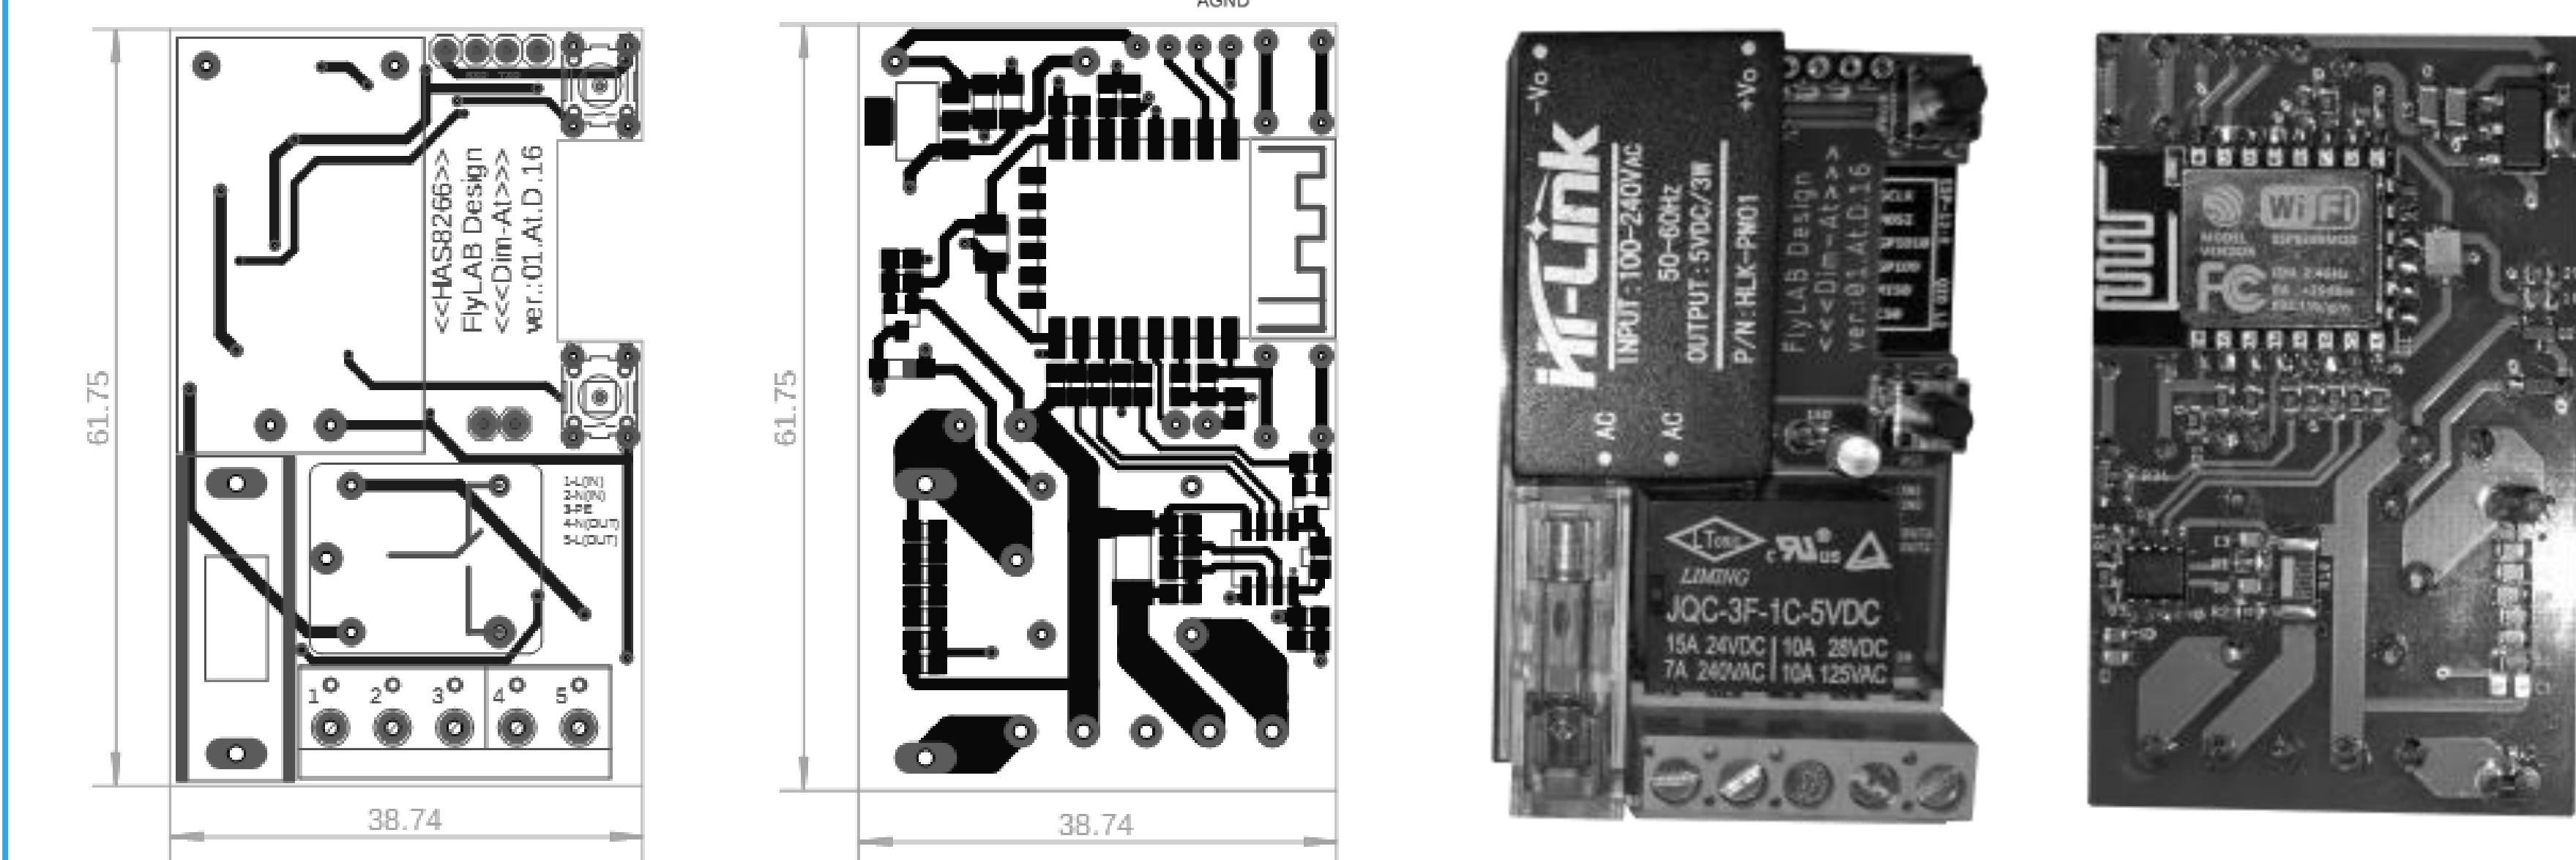 AGND
61.75
38.74
<<HAS8266>>
FlyLAB Design
<<<Dim-At>>>
ver.:01.At.D.16
1-L(IN)
2-N(IN)
3-PE
4-N(OUT)
5-L(OUT)
1 2 3 4 5
61.75
38.74
-Vo
+Vo
Hi-Link
INPUT:100-240VAC
50-60Hz
OUTPUT:5VDC/3W
P/N:HLK-PM01
AC
AC
FlyLAB Design
<<<Dim-At>>>
ver.:01.At.D.16
LIMING
c US
JQC-3F-1C-5VDC
15A 24VDC 10A 28VDC
7A 240VAC 10A 125VAC
WiFi
MODEL
VENDOR
FC